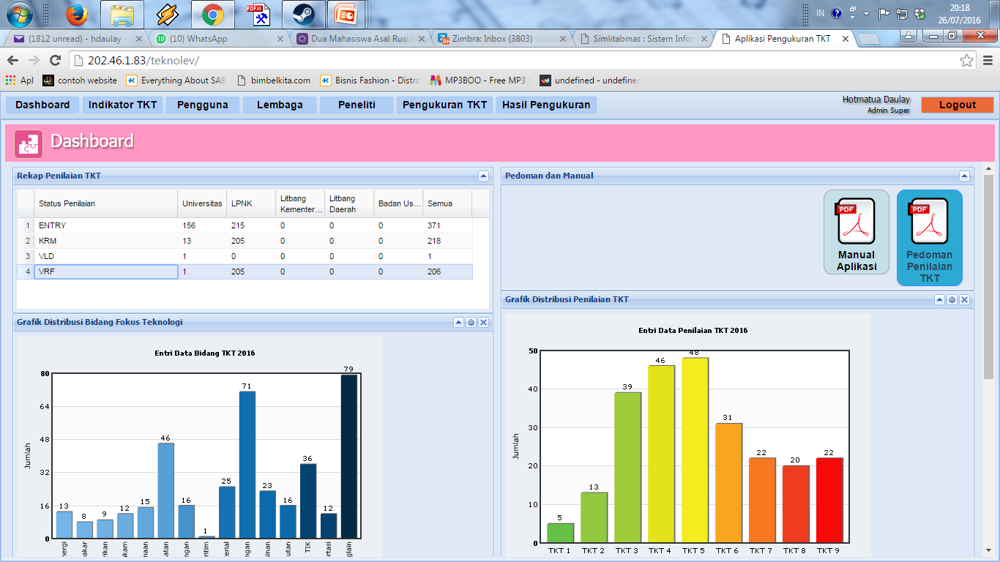 IN
20:18
26/07/2016
(1812 unread) - hdaulay -
(10) WhatsApp
Dua Mahasiswa Asal Rusia
Zimbra: Inbox (3803)
Simlitabmas : Sistem Infor
Aplikasi Pengukuran TKT
202.46.1.83/teknolev/
Apl
contoh website
Everything About SAB
bimbelkita.com
Bisnis Fashion - Distro
MP3BOO - Free MP3
undefined - undefined
Dashboard
Indikator TKT
Pengguna
Lembaga
Peneliti
Pengukuran TKT
Hasil Pengukuran
Hotmatua Daulay
Admin Super
Logout
Dashboard
Rekap Penilaian TKT
Status Penilaian Universitas LPNK Litbang Kementer... Litbang Daerah Badan Us... Semua
1 ENTRY 156 215 0 0 0 371
2 KRM 13 205 0 0 0 218
3 VLD 1 0 0 0 0 1
4 VRF 1 205 0 0 0 206
Pedoman dan Manual
PDF
Manual
Aplikasi
PDF
Pedoman
Penilaian
TKT
Grafik Distribusi Bidang Fokus Teknologi
Entri Data Bidang TKT 2016
Jumlah
80
64
48
32
16
0
13 8 9 12 15 46 16 1 25 71 23 16 36 12 79
nergi akar rikan kam naan atan ngan ritim terial ngan inan utan TIK rtasi glain
Grafik Distribusi Penilaian TKT
Entri Data Penilaian TKT 2016
Jumlah
50
40
30
20
10
0
5 13 39 46 48 31 22 20 22
TKT 1 TKT 2 TKT 3 TKT 4 TKT 5 TKT 6 TKT 7 TKT 8 TKT 9